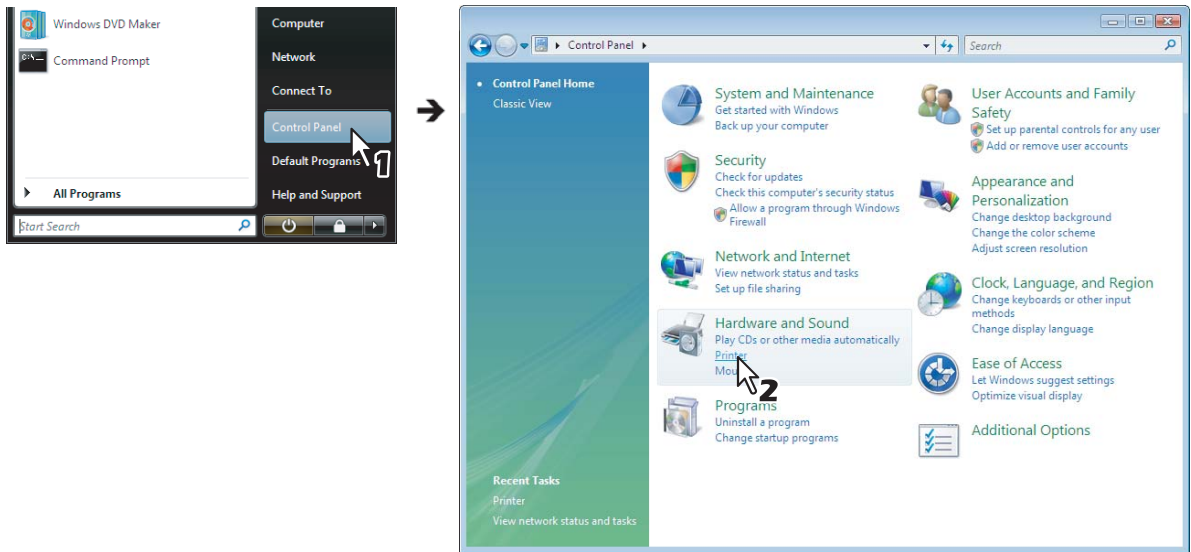 Windows DVD Maker
Command Prompt
All Programs
Start Search
Computer
Network
Connect To
Control Panel
Default Programs
Help and Support
1
Control Panel
Search
Control Panel Home
Classic View
System and Maintenance
Get started with Windows
Back up your computer
Security
Check for updates
Check this computer's security status
Allow a program through Windows
Firewall
Network and Internet
View network status and tasks
Set up file sharing
Hardware and Sound
Play CDs or other media automatically
Printer
Mou
2
Programs
Uninstall a program
Change startup programs
User Accounts and Family
Safety
Set up parental controls for any user
Add or remove user accounts
Appearance and
Personalization
Change desktop background
Change the color scheme
Adjust screen resolution
Clock, Language, and Region
Change keyboards or other input
methods
Change display language
Ease of Access
Let Windows suggest settings
Optimize visual display
Additional Options
Recent Tasks
Printer
View network status and tasks